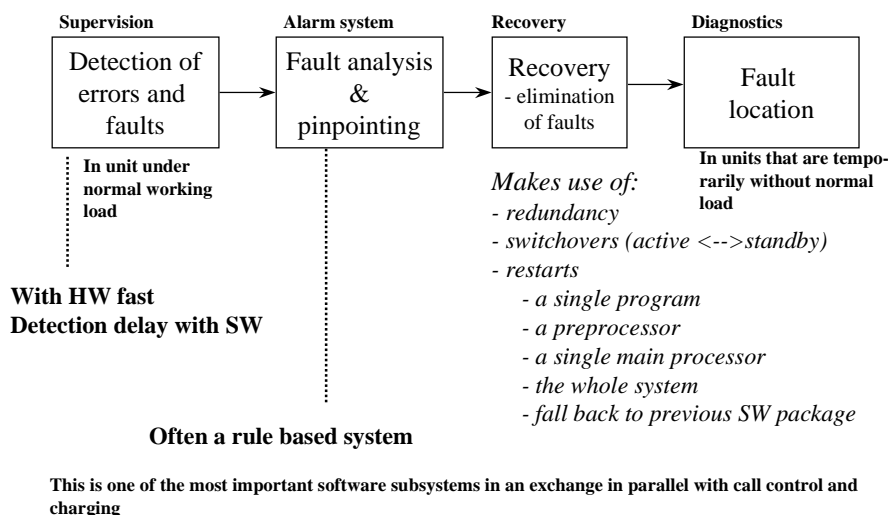 Supervision
Alarm system
Recovery
Diagnostics
Detection of
errors and
faults
Fault analysis
&
pinpointing
Recovery
- elimination
of faults
Fault
location
In unit under
normal working
load
In units that are tempo-
rarily without normal
load
Makes use of:
- redundancy
- switchovers (active <-->standby)
- restarts
- a single program
- a preprocessor
- a single main processor
- the whole system
- fall back to previous SW package
With HW fast
Detection delay with SW
Often a rule based system
This is one of the most important software subsystems in an exchange in parallel with call control and
charging